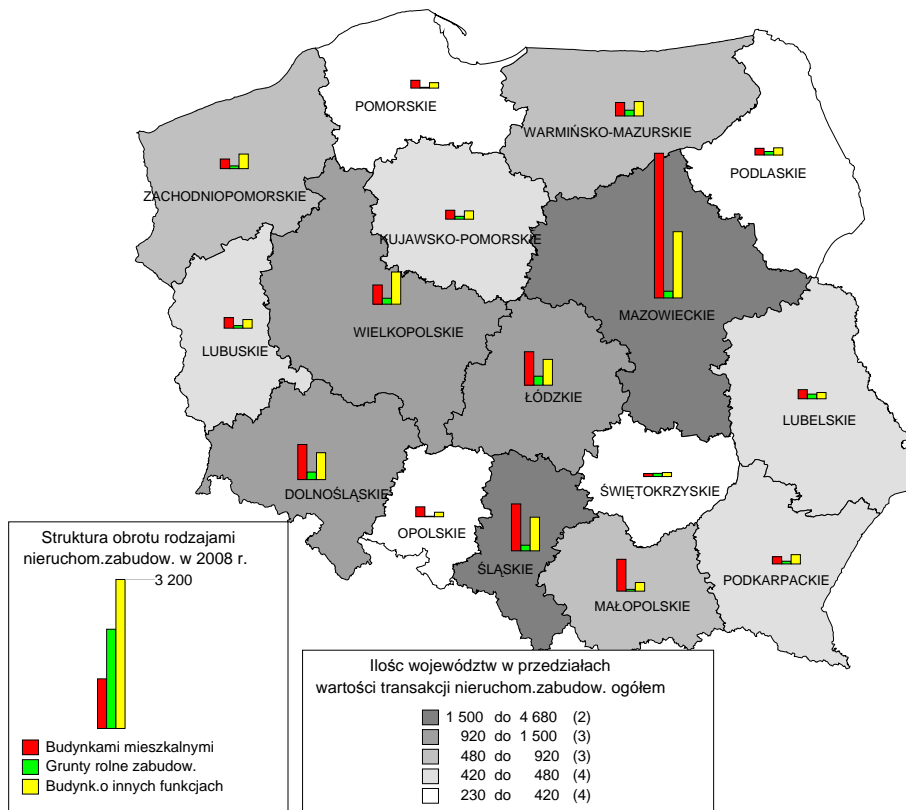 POMORSKIE
WARMIŃSKO-MAZURSKIE
PODLASKIE
ZACHODNIOPOMORSKIE
KUJAWSKO-POMORSKIE
MAZOWIECKIE
WIELKOPOLSKIE
LUBUSKIE
ŁÓDZKIE
LUBELSKIE
DOLNOŚLĄSKIE
ŚWIĘTOKRZYSKIE
OPOLSKIE
ŚLĄSKIE
PODKARPACKIE
MAŁOPOLSKIE
Struktura obrotu rodzajami
nieruchom.zabudow. w 2008 r.
3 200
Budynkami mieszkalnymi
Grunty rolne zabudow.
Budynk.o innych funkcjach
Ilośc województw w przedziałach
wartości transakcji nieruchom.zabudow. ogółem
1 500 do 4 680 (2)
920 do 1 500 (3)
480 do 920 (3)
420 do 480 (4)
230 do 420 (4)